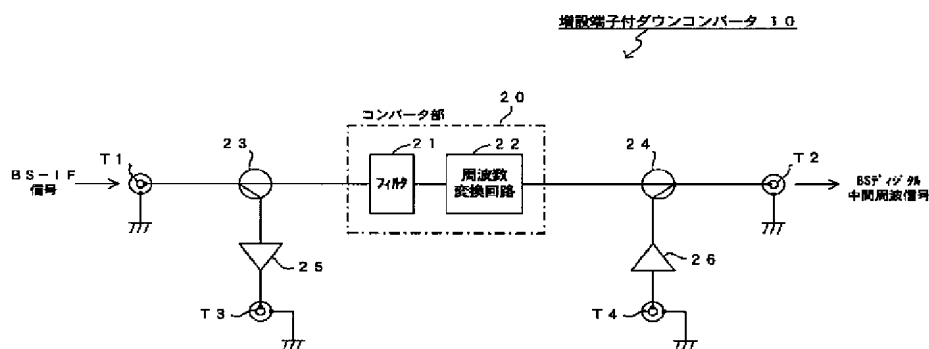 増設端子付ダウンコンバータ 10
コンバータ部
20
T1
23
21
22
24
T2
BS-IF
信号
フィルタ
周波数
変換回路
BSディジタル
中間周波信号
25
26
T3
T4